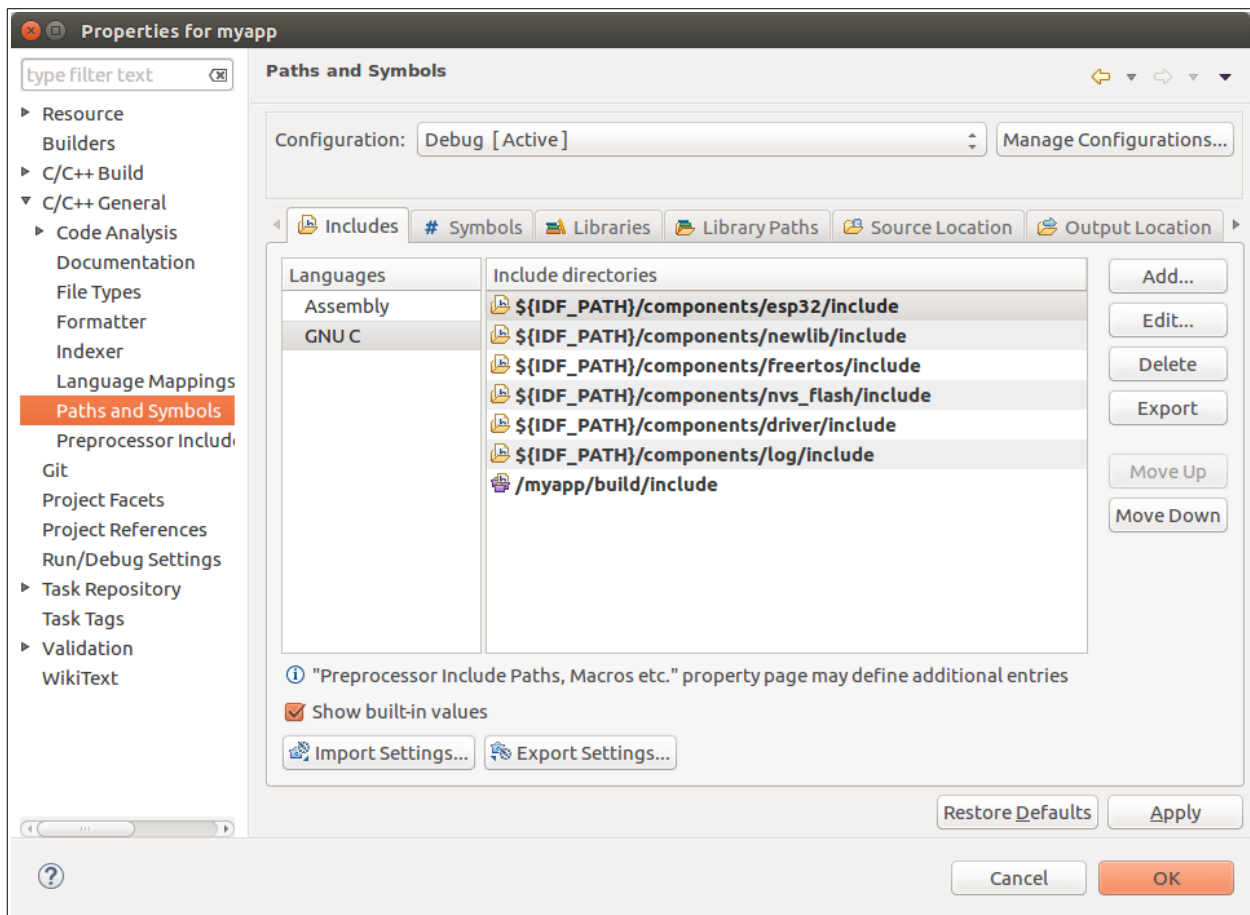 Properties for myapp
type filter text
Resource
Builders
C/C++ Build
C/C++ General
Code Analysis
Documentation
File Types
Formatter
Indexer
Language Mappings
Paths and Symbols
Preprocessor Includ
Git
Project Facets
Project References
Run/Debug Settings
Task Repository
Task Tags
Validation
WikiText
Paths and Symbols
Configuration: Debug [Active] Manage Configurations...
Includes # Symbols Libraries Library Paths Source Location Output Location
Languages
Assembly
GNU C
Include directories
${IDF_PATH}/components/esp32/include
${IDF_PATH}/components/newlib/include
${IDF_PATH}/components/freertos/include
${IDF_PATH}/components/nvs_flash/include
${IDF_PATH}/components/driver/include
${IDF_PATH}/components/log/include
/myapp/build/include
Add...
Edit...
Delete
Export
Move Up
Move Down
"Preprocessor Include Paths, Macros etc." property page may define additional entries
Show built-in values
Import Settings... Export Settings...
Restore Defaults Apply
? Cancel OK